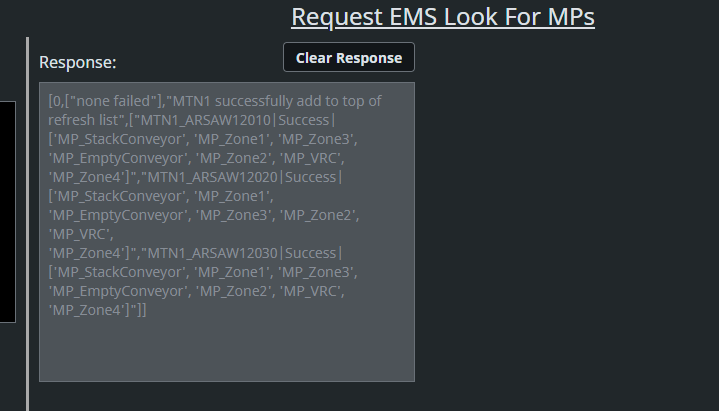 Request EMS Look For MPs
Response:
Clear Response
[0,["none failed"],"MTN1 successfully add to top of
refresh list",["MTN1_ARSAW12010|Success|
['MP_StackConveyor', 'MP_Zone1', 'MP_Zone3',
'MP_EmptyConveyor', 'MP_Zone2', 'MP_VRC',
'MP_Zone4']","MTN1_ARSAW12020|Success|
['MP_StackConveyor', 'MP_Zone1',
'MP_EmptyConveyor', 'MP_Zone3', 'MP_Zone2',
'MP_VRC',
'MP_Zone4']","MTN1_ARSAW12030|Success|
['MP_StackConveyor', 'MP_Zone1', 'MP_Zone3',
'MP_EmptyConveyor', 'MP_Zone2', 'MP_VRC',
'MP_Zone4']"]]